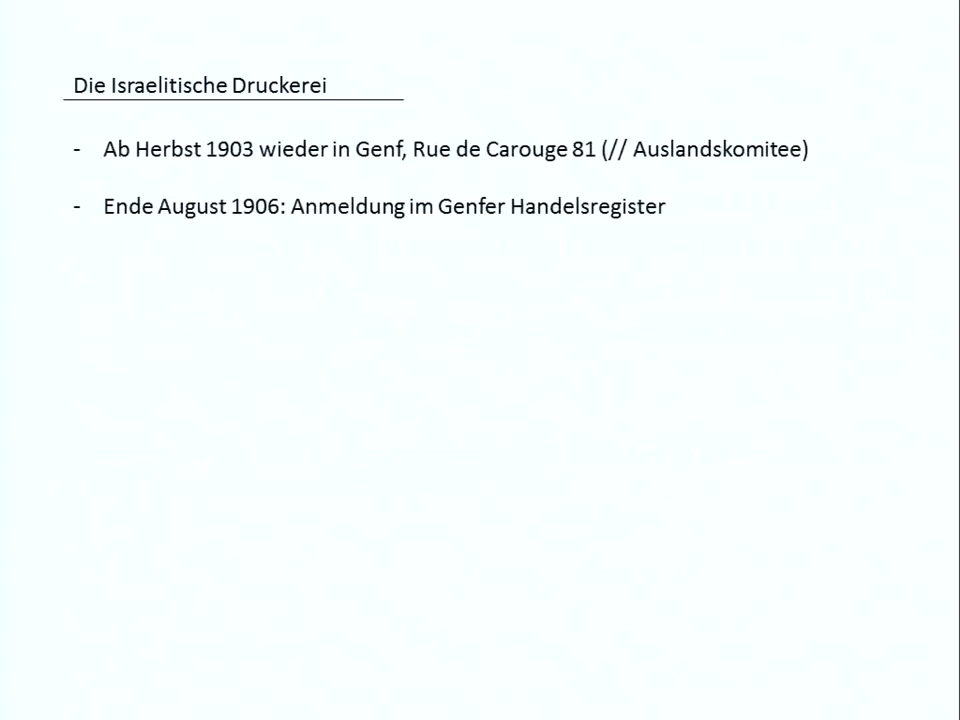 Die Israelitische Druckerei
- Ab Herbst 1903 wieder in Genf, Rue de Carouge 81 (// Auslandskomitee)
- Ende August 1906: Anmeldung im Genfer Handelsregister